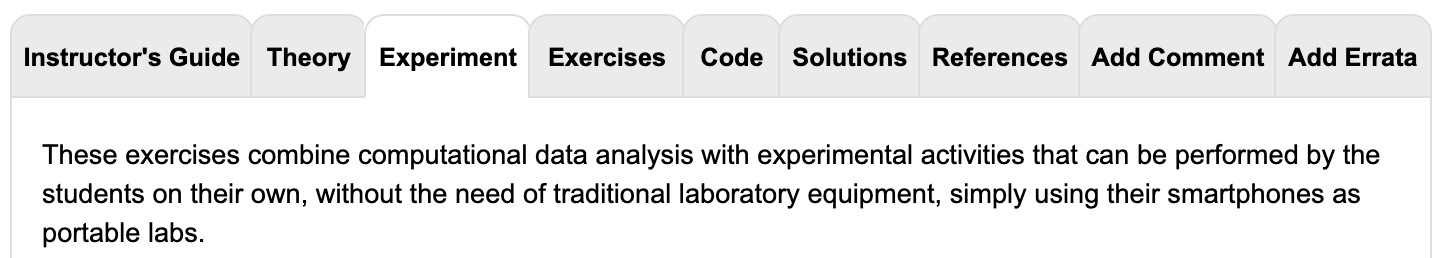 Instructor's Guide Theory Experiment Exercises Code Solutions References Add Comment Add Errata
These exercises combine computational data analysis with experimental activities that can be performed by the
students on their own, without the need of traditional laboratory equipment, simply using their smartphones as
portable labs.